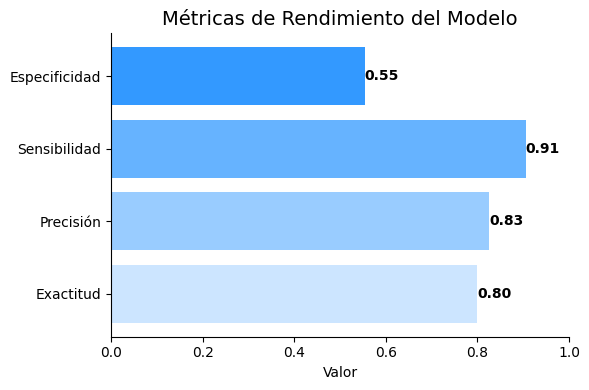 Métricas de Rendimiento del Modelo
Especificidad
0.55
Sensibilidad
0.91
Precisión
0.83
Exactitud
0.80
0.0 0.2 0.4 0.6 0.8 1.0
Valor